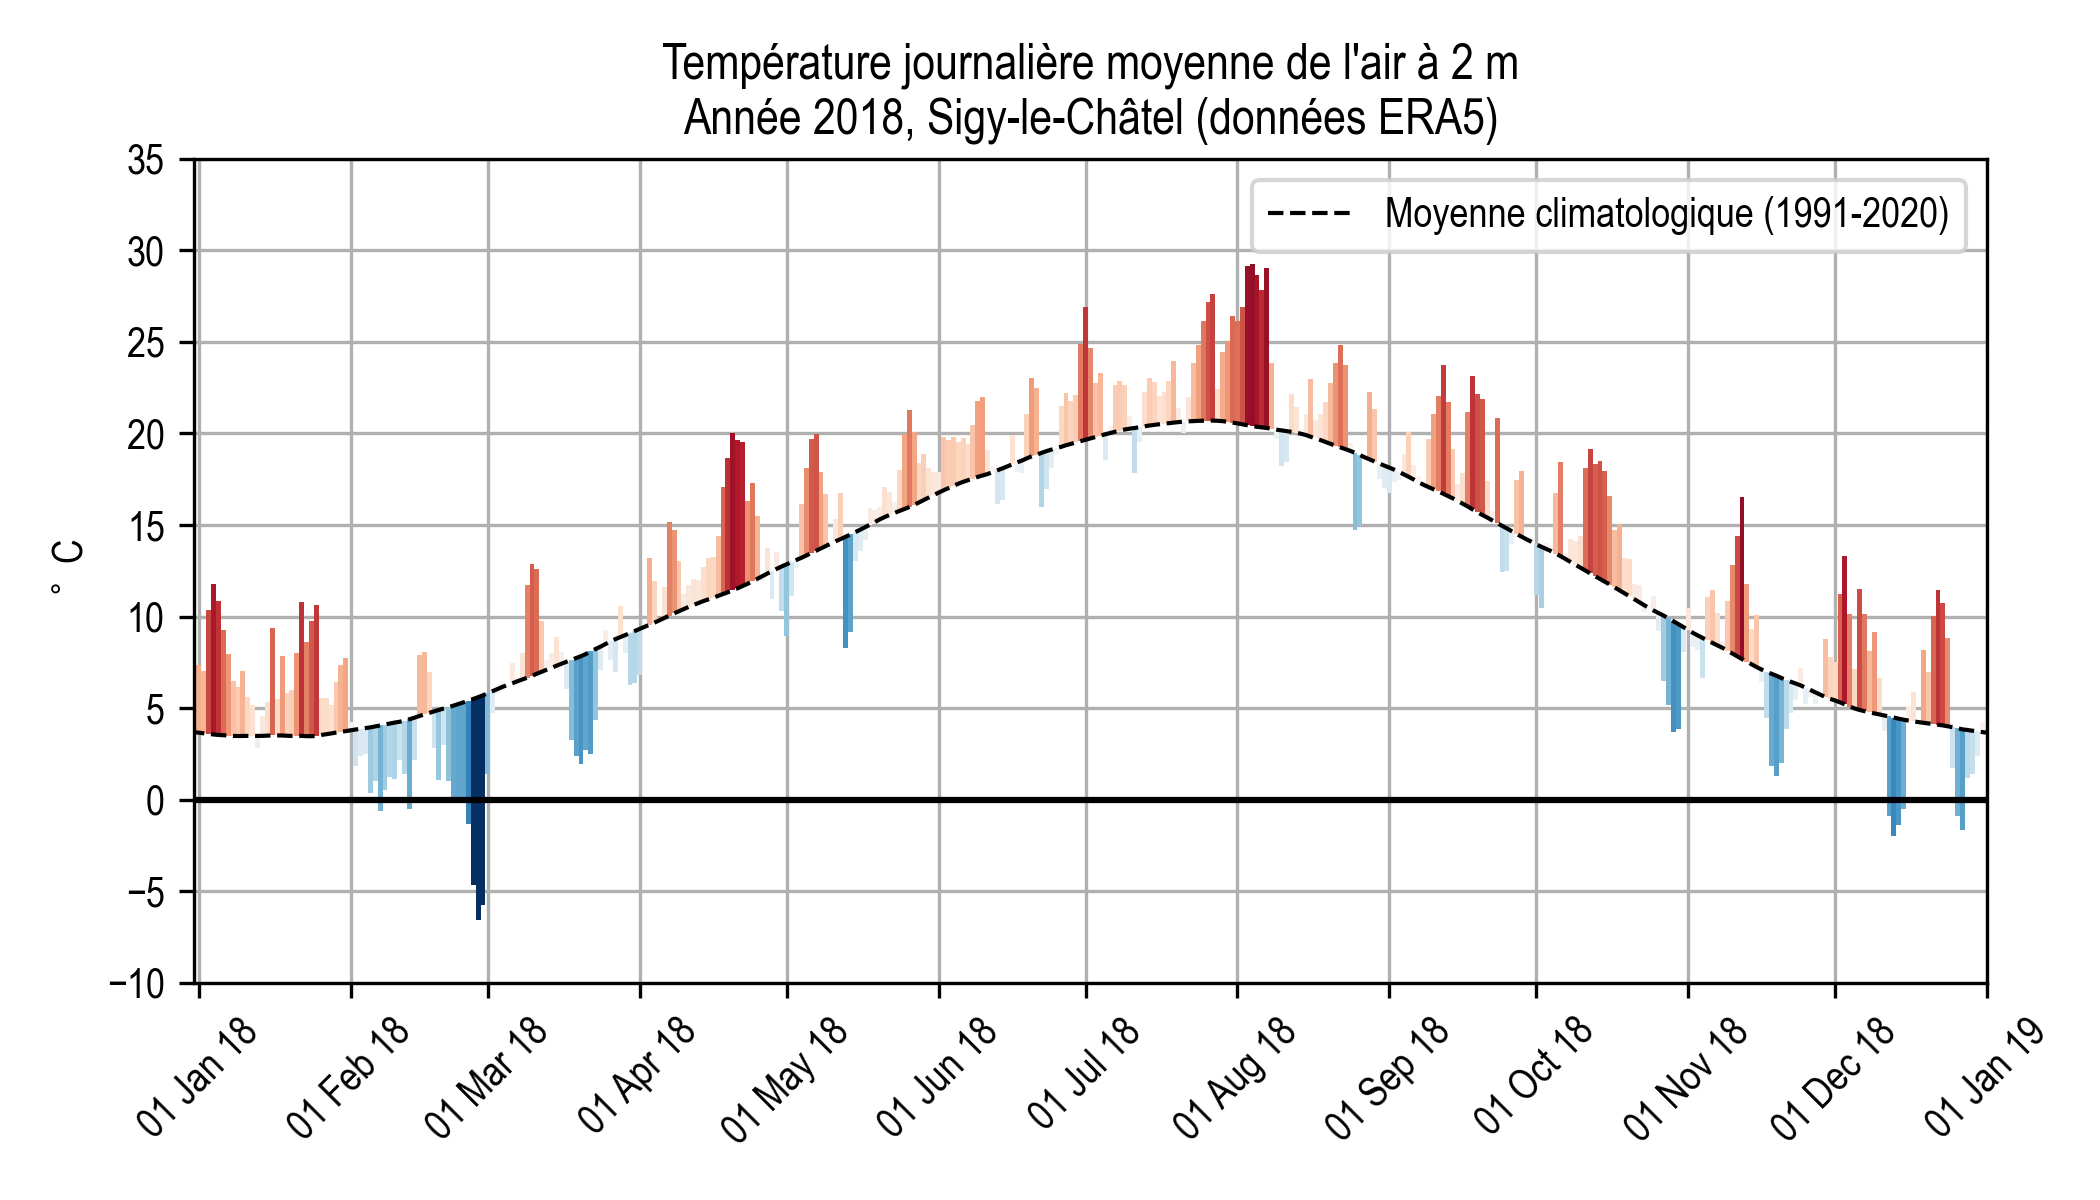 Température journalière moyenne de l'air à 2 m
Année 2018, Sigy-le-Châtel (données ERA5)
Moyenne climatologique (1991-2020)
° C
35
30
25
20
15
10
5
0
−5
−10
01 Jan 18
01 Feb 18
01 Mar 18
01 Apr 18
01 May 18
01 Jun 18
01 Jul 18
01 Aug 18
01 Sep 18
01 Oct 18
01 Nov 18
01 Dec 18
01 Jan 19